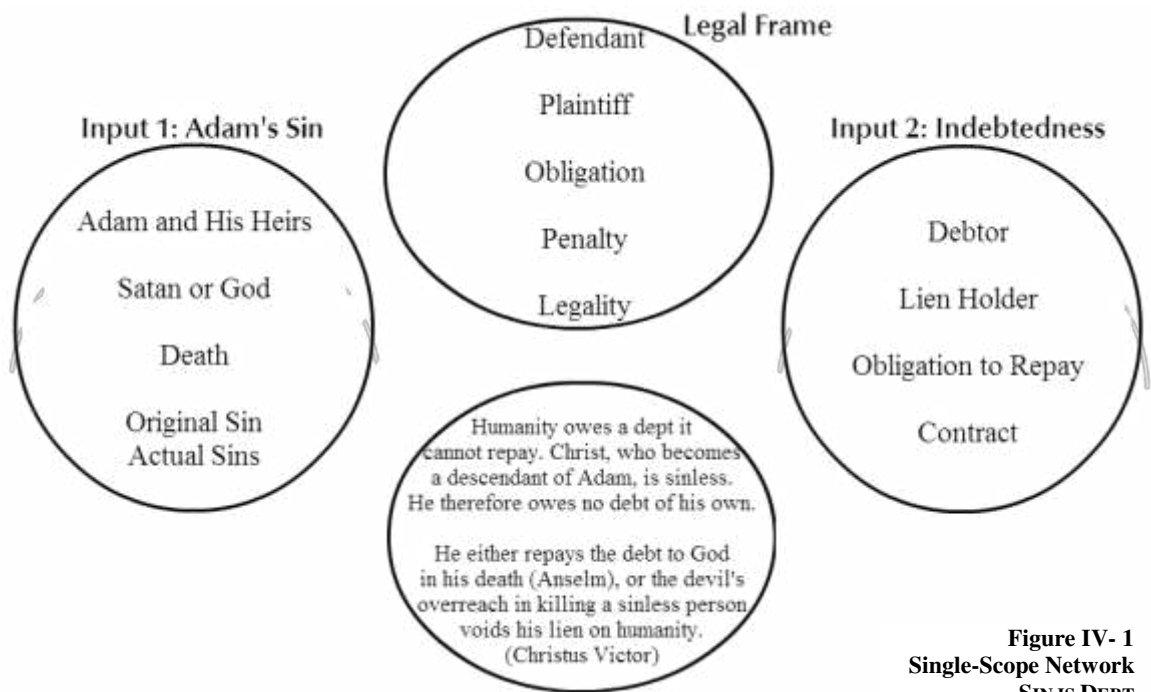 Legal Frame
Defendant
Plaintiff
Obligation
Penalty
Legality
Input 1: Adam's Sin
Adam and His Heirs
Satan or God
Death
Original Sin
Actual Sins
Input 2: Indebtedness
Debtor
Lien Holder
Obligation to Repay
Contract
Humanity owes a dept it
cannot repay. Christ, who becomes
a descendant of Adam, is sinless.
He therefore owes no debt of his own.
He either repays the debt to God
in his death (Anselm), or the devil's
overreach in killing a sinless person
voids his lien on humanity.
(Christus Victor)
Figure IV- 1
Single-Scope Network
SIN IS DEPT